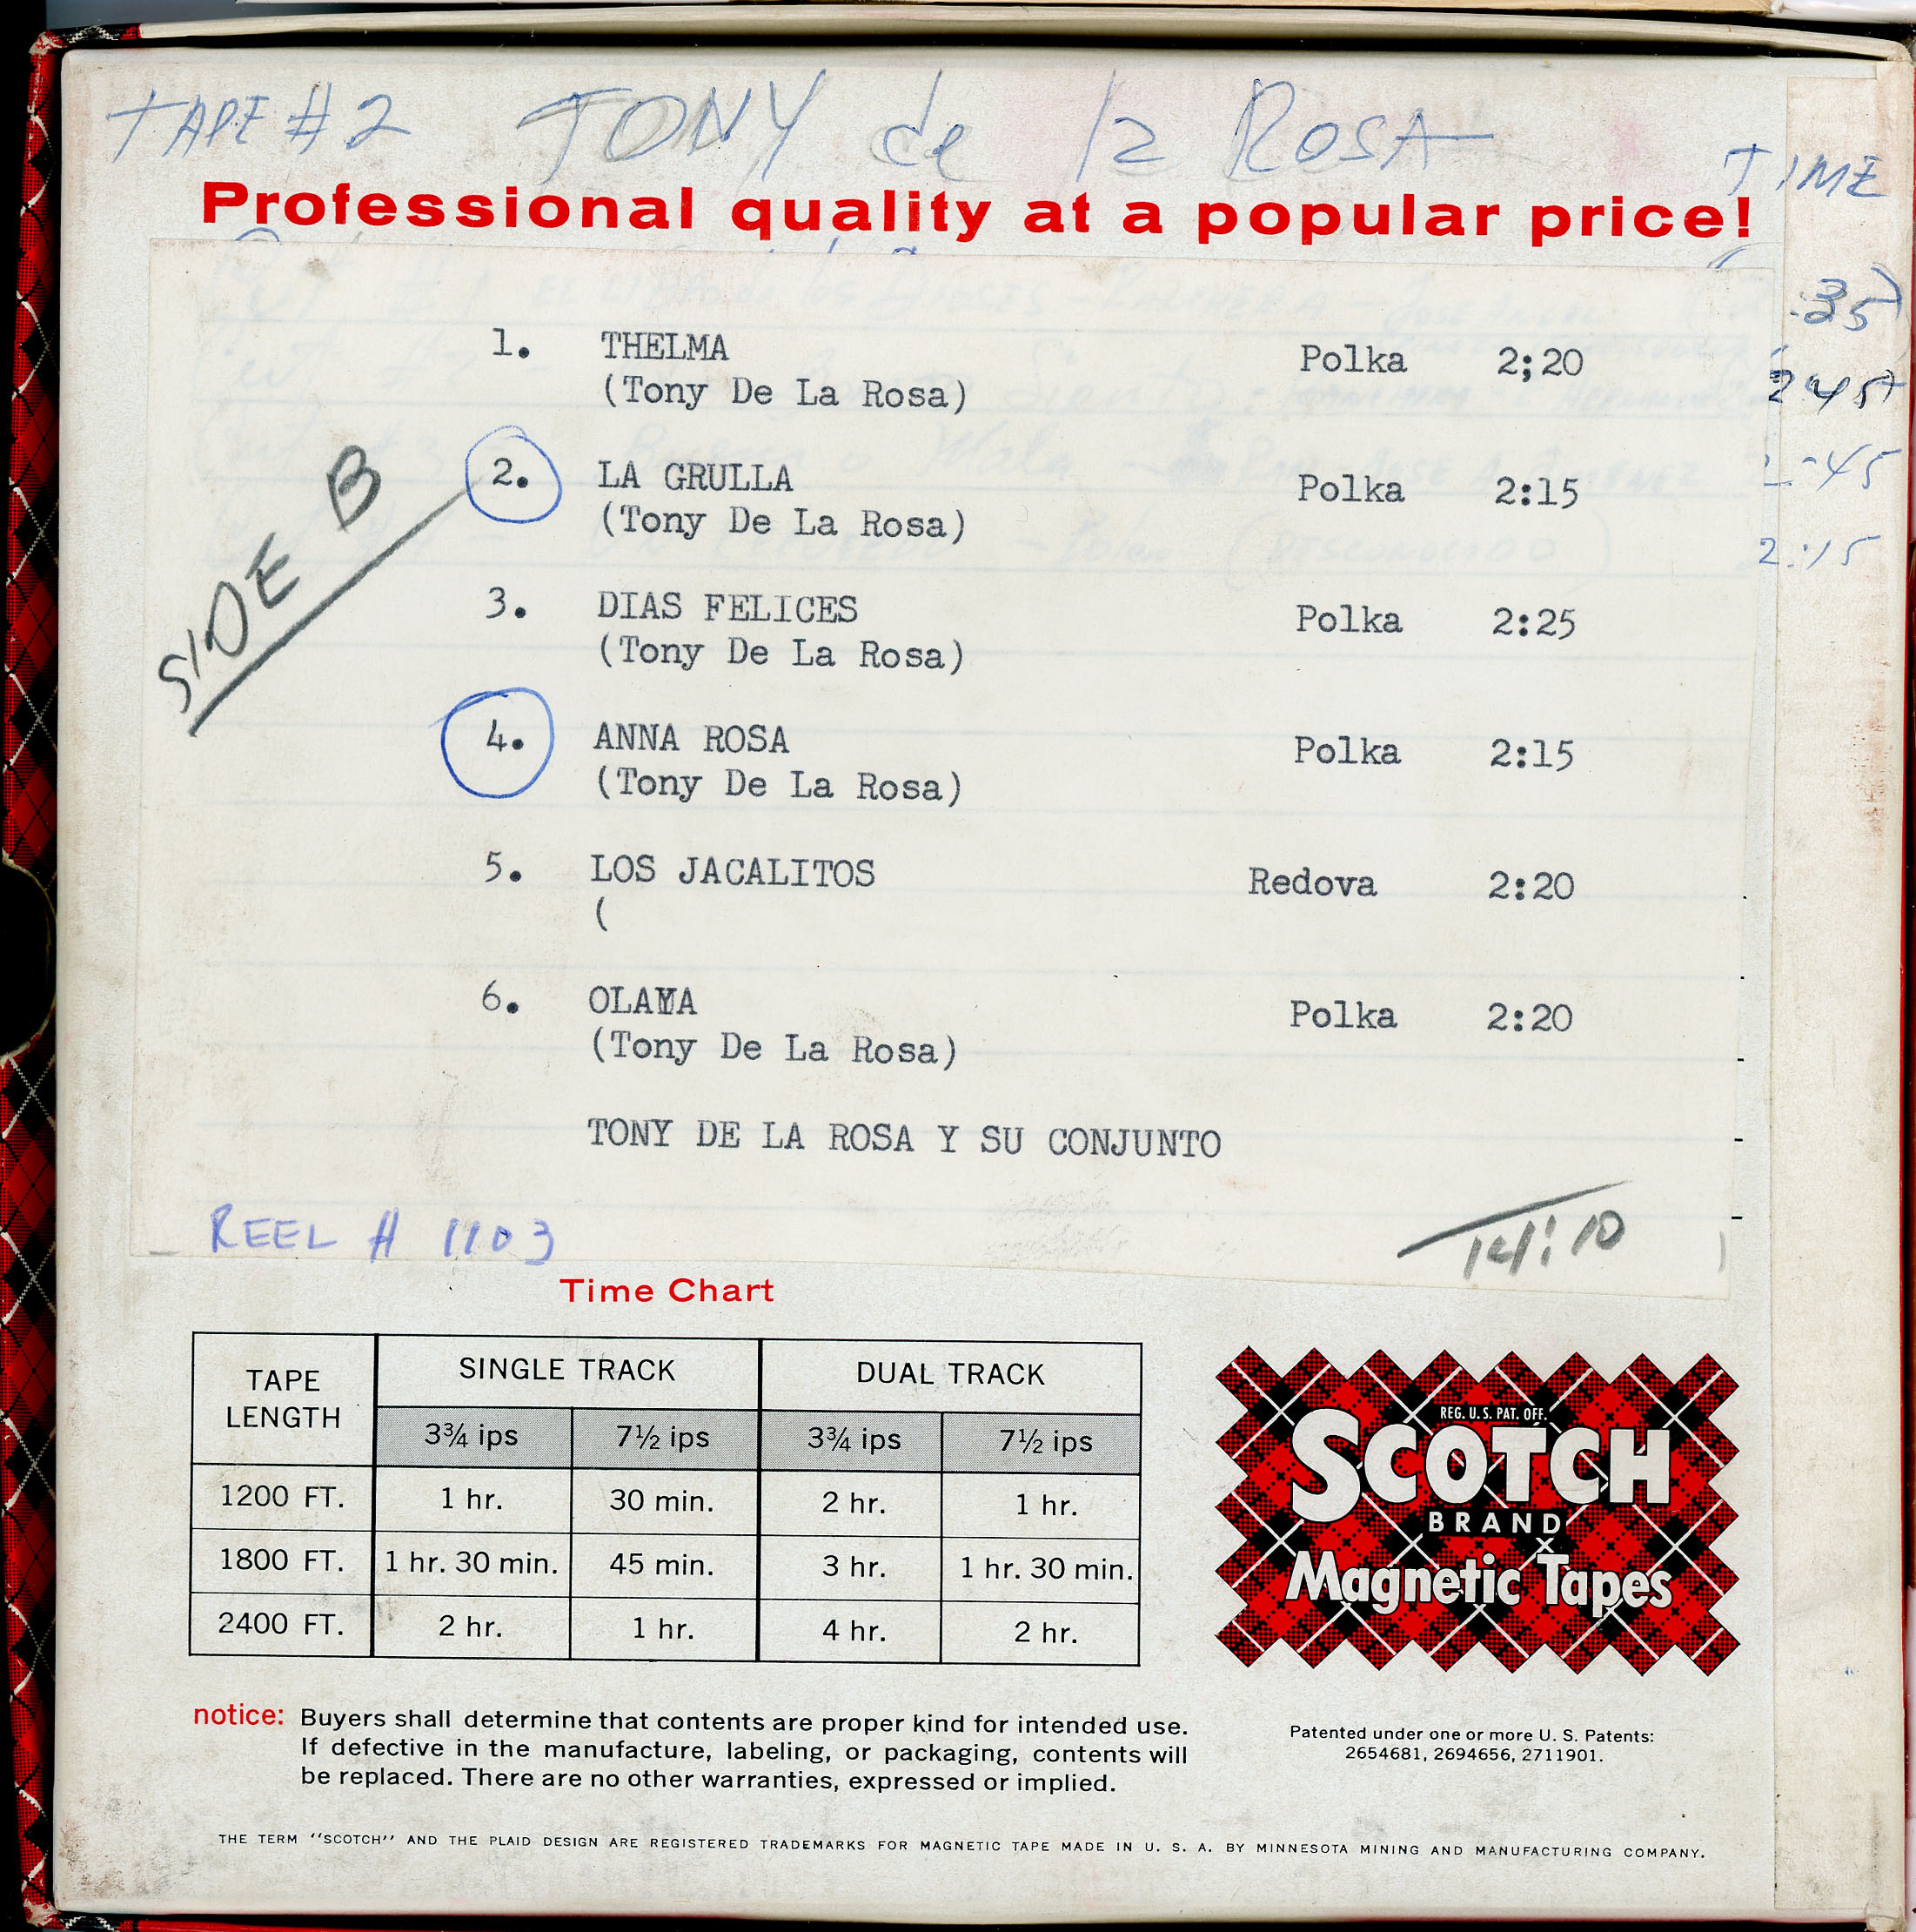 TAPE # 2 TONY de la ROSA
TIME
Professional quality at a popular price!
:35)
1. THELMA Polka 2;20
(Tony De La Rosa)
2:45
2. LA GRULLA Polka 2:15
(Tony De La Rosa)
:45
2:15
SIDE B
3. DIAS FELICES Polka 2:25
(Tony De La Rosa)
4. ANNA ROSA Polka 2:15
(Tony De La Rosa)
5. LOS JACALITOS Redova 2:20
(
6. OLAYA Polka 2:20
(Tony De La Rosa)
TONY DE LA ROSA Y SU CONJUNTO
REEL # 1103
14:10
Time Chart
TAPE LENGTH SINGLE TRACK DUAL TRACK
3¾ ips 7½ ips 3¾ ips 7½ ips
1200 FT. 1 hr. 30 min. 2 hr. 1 hr.
1800 FT. 1 hr. 30 min. 45 min. 3 hr. 1 hr. 30 min.
2400 FT. 2 hr. 1 hr. 4 hr. 2 hr.
REG. U.S. PAT. OFF.
SCOTCH
BRAND
Magnetic Tapes
notice: Buyers shall determine that contents are proper kind for intended use.
If defective in the manufacture, labeling, or packaging, contents will
be replaced. There are no other warranties, expressed or implied.
Patented under one or more U. S. Patents:
2654681, 2694656, 2711901.
THE TERM "SCOTCH" AND THE PLAID DESIGN ARE REGISTERED TRADEMARKS FOR MAGNETIC TAPE MADE IN U. S. A. BY MINNESOTA MINING AND MANUFACTURING COMPANY.